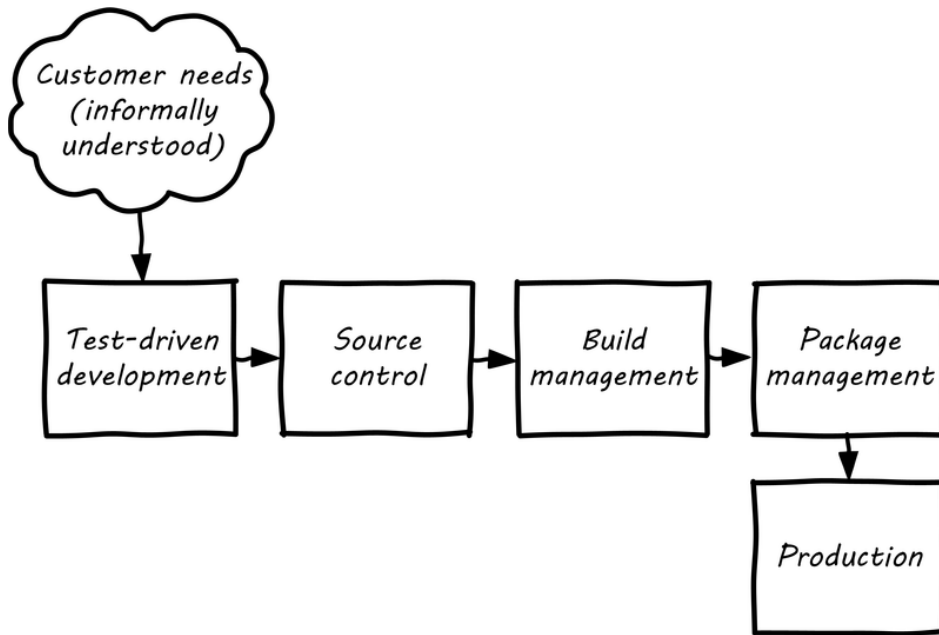 Customer needs
(informally
understood)
Test-driven
development
Source
control
Build
management
Package
management
Production